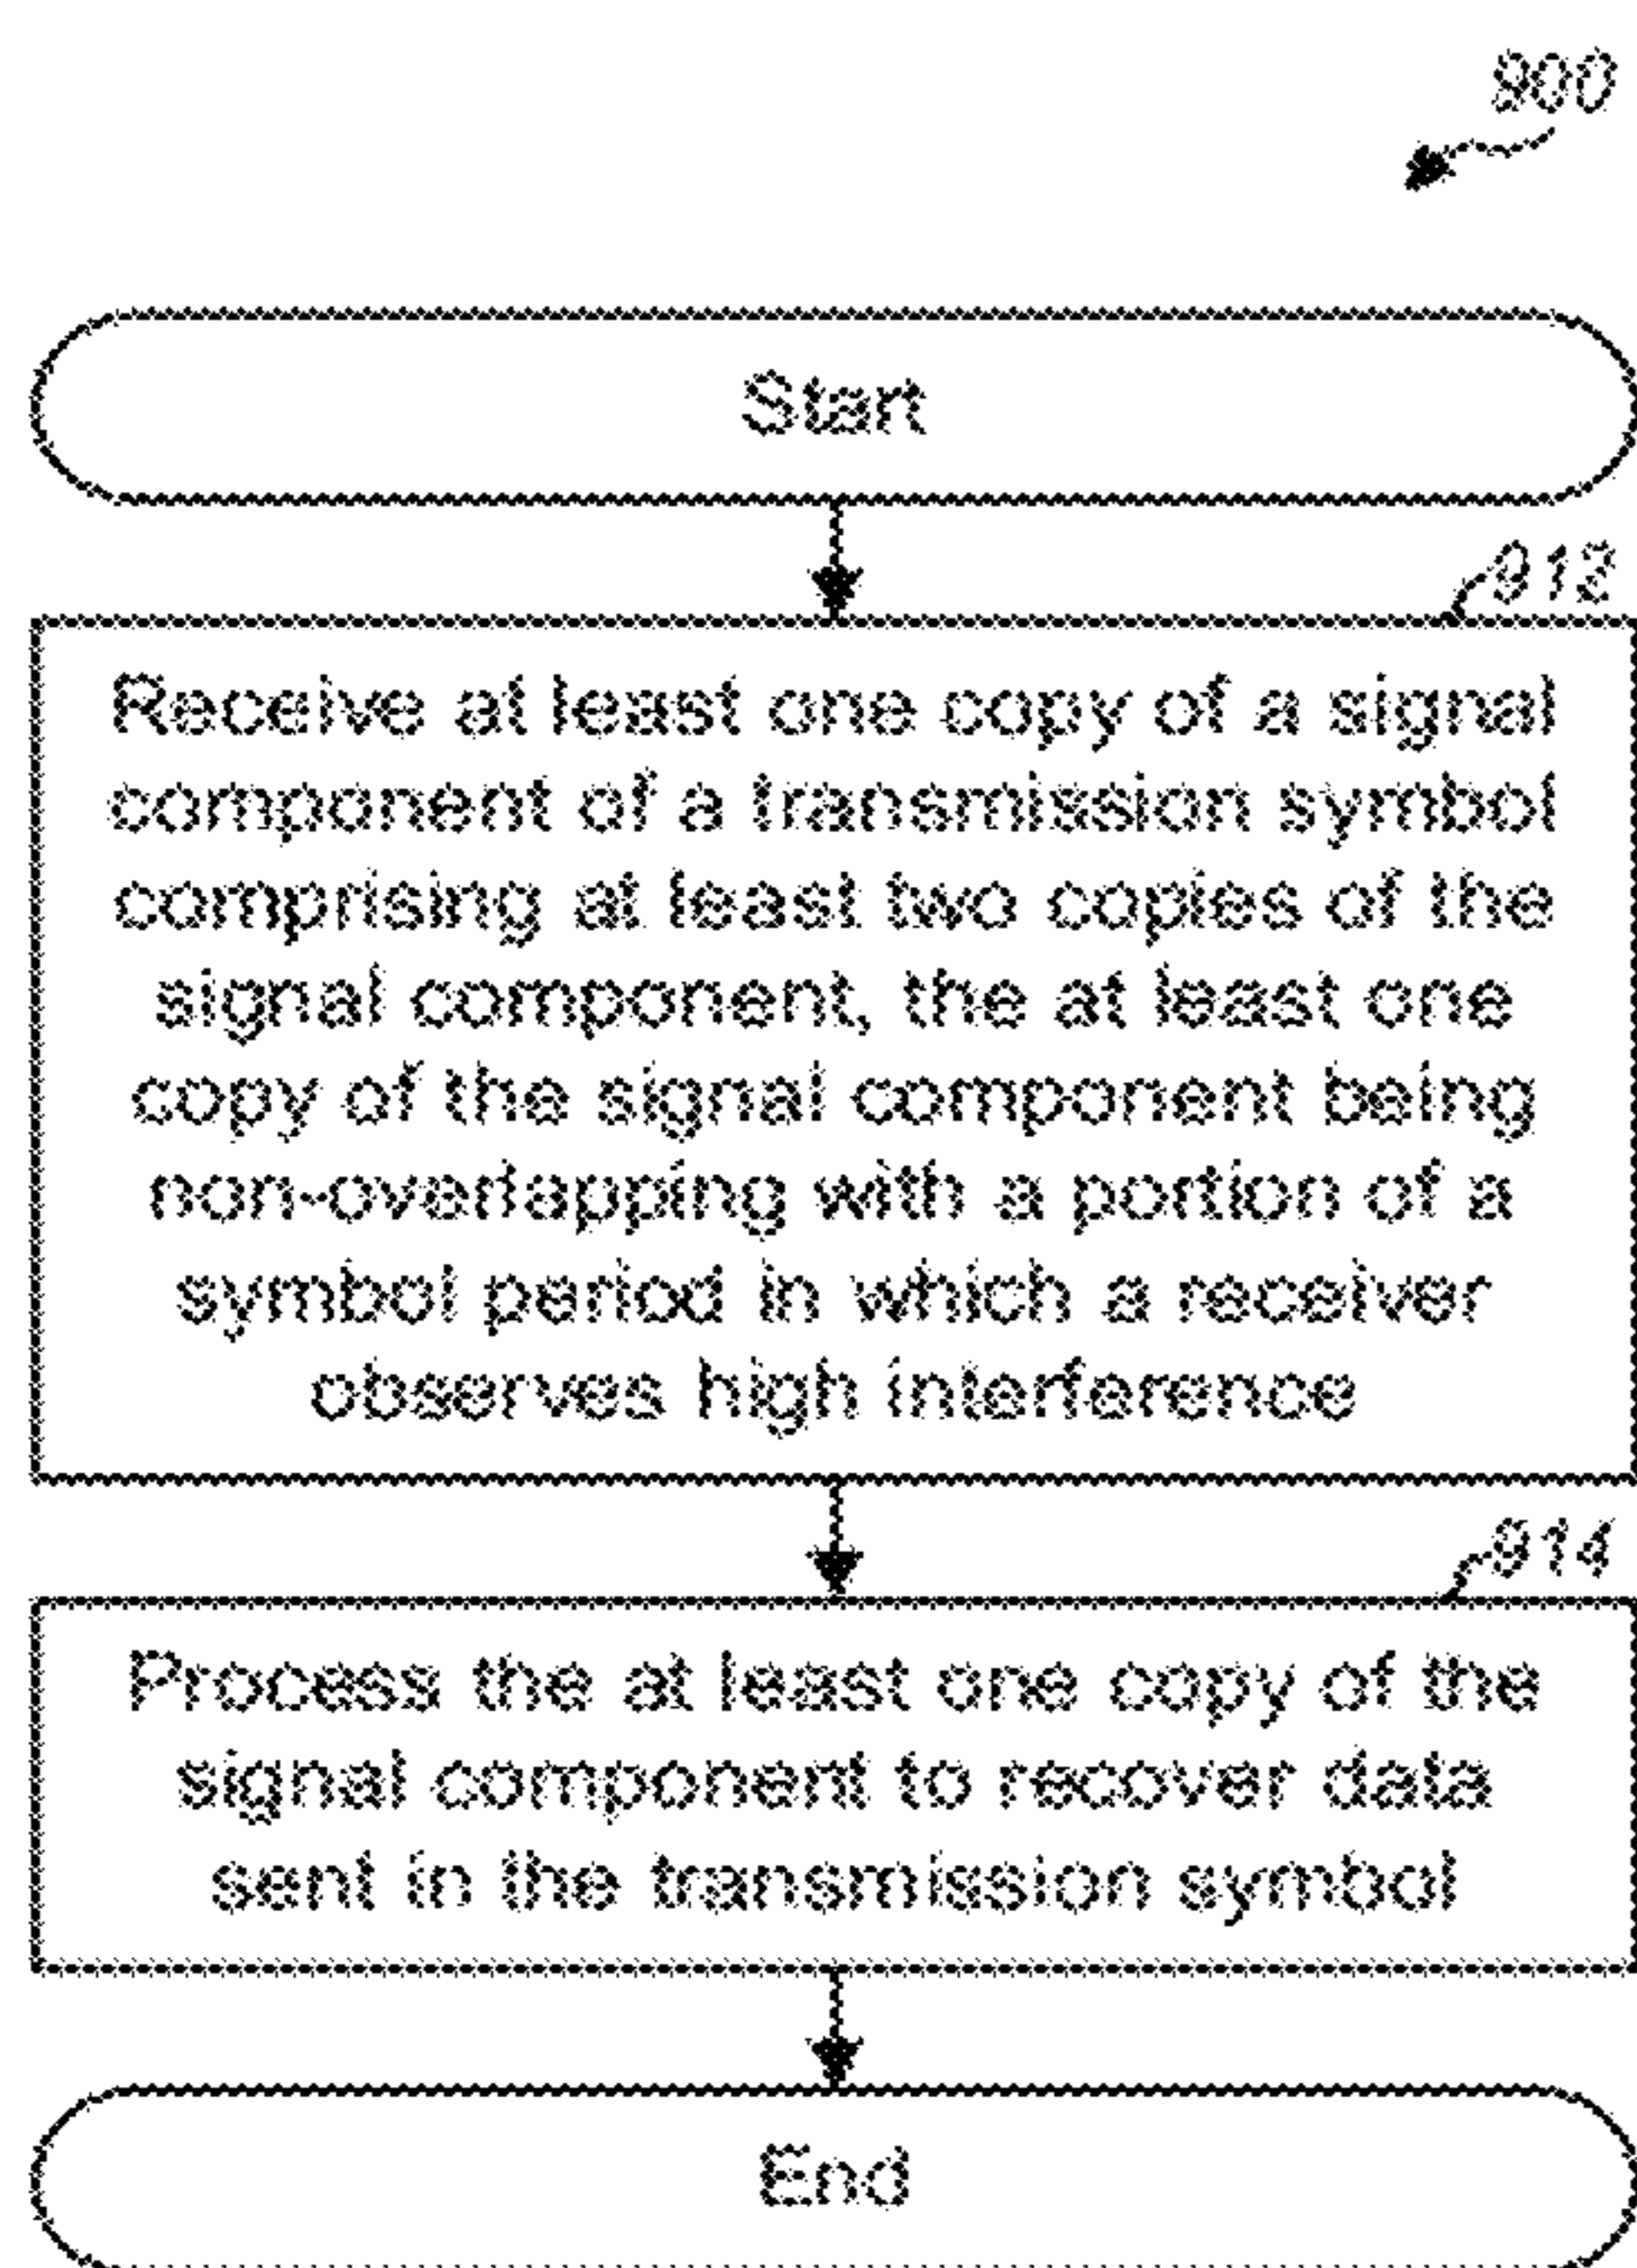 900
Start
912
Receive at least one copy of a signal
component of a transmission symbol
comprising at least two copies of the
signal component, the at least one
copy of the signal component being
non-overlapping with a portion of a
symbol period in which a receiver
observes high interference
914
Process the at least one copy of the
signal component to recover data
sent in the transmission symbol
End